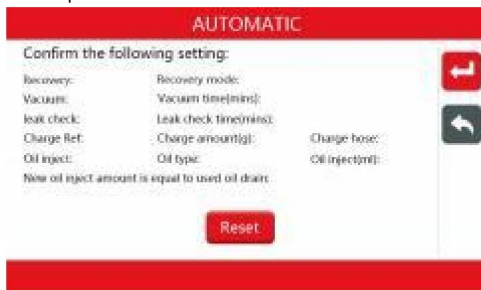 AUTOMATIC
Confirm the following setting:
Recovery: Recovery mode:
Vacuum: Vacuum time(mins):
leak check: Leak check time(mins):
Charge Ref: Charge amount(g): Charge hose:
Oil inject: Oil type: Oil inject(ml):
New oil inject amount is equal to used oil drain:
Reset